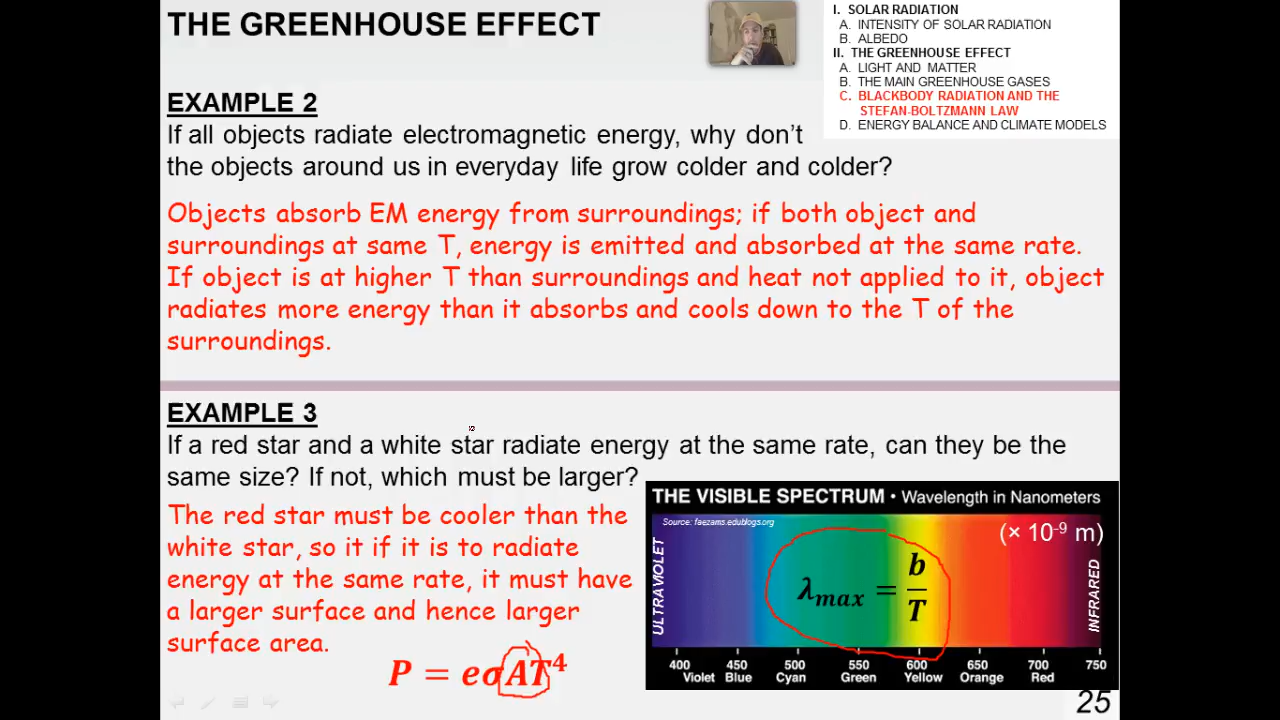 THE GREENHOUSE EFFECT
I. SOLAR RADIATION
A. INTENSITY OF SOLAR RADIATION
B. ALBEDO
II. THE GREENHOUSE EFFECT
A. LIGHT AND MATTER
B. THE MAIN GREENHOUSE GASES
C. BLACKBODY RADIATION AND THE
STEFAN-BOLTZMANN LAW
D. ENERGY BALANCE AND CLIMATE MODELS
EXAMPLE 2
If all objects radiate electromagnetic energy, why don't
the objects around us in everyday life grow colder and colder?
Objects absorb EM energy from surroundings; if both object and
surroundings at same T, energy is emitted and absorbed at the same rate.
If object is at higher T than surroundings and heat not applied to it, object
radiates more energy than it absorbs and cools down to the T of the
surroundings.
EXAMPLE 3
If a red star and a white star radiate energy at the same rate, can they be the
same size? If not, which must be larger?
The red star must be cooler than the
white star, so it if it is to radiate
energy at the same rate, it must have
a larger surface and hence larger
surface area.
P = eσAT⁴
THE VISIBLE SPECTRUM • Wavelength in Nanometers
Source: faezams.edublogs.org
(× 10⁻⁹ m)
ULTRAVIOLET
λmax = b/T
INFRARED
400 450 500 550 600 650 700 750
Violet Blue Cyan Green Yellow Orange Red
25